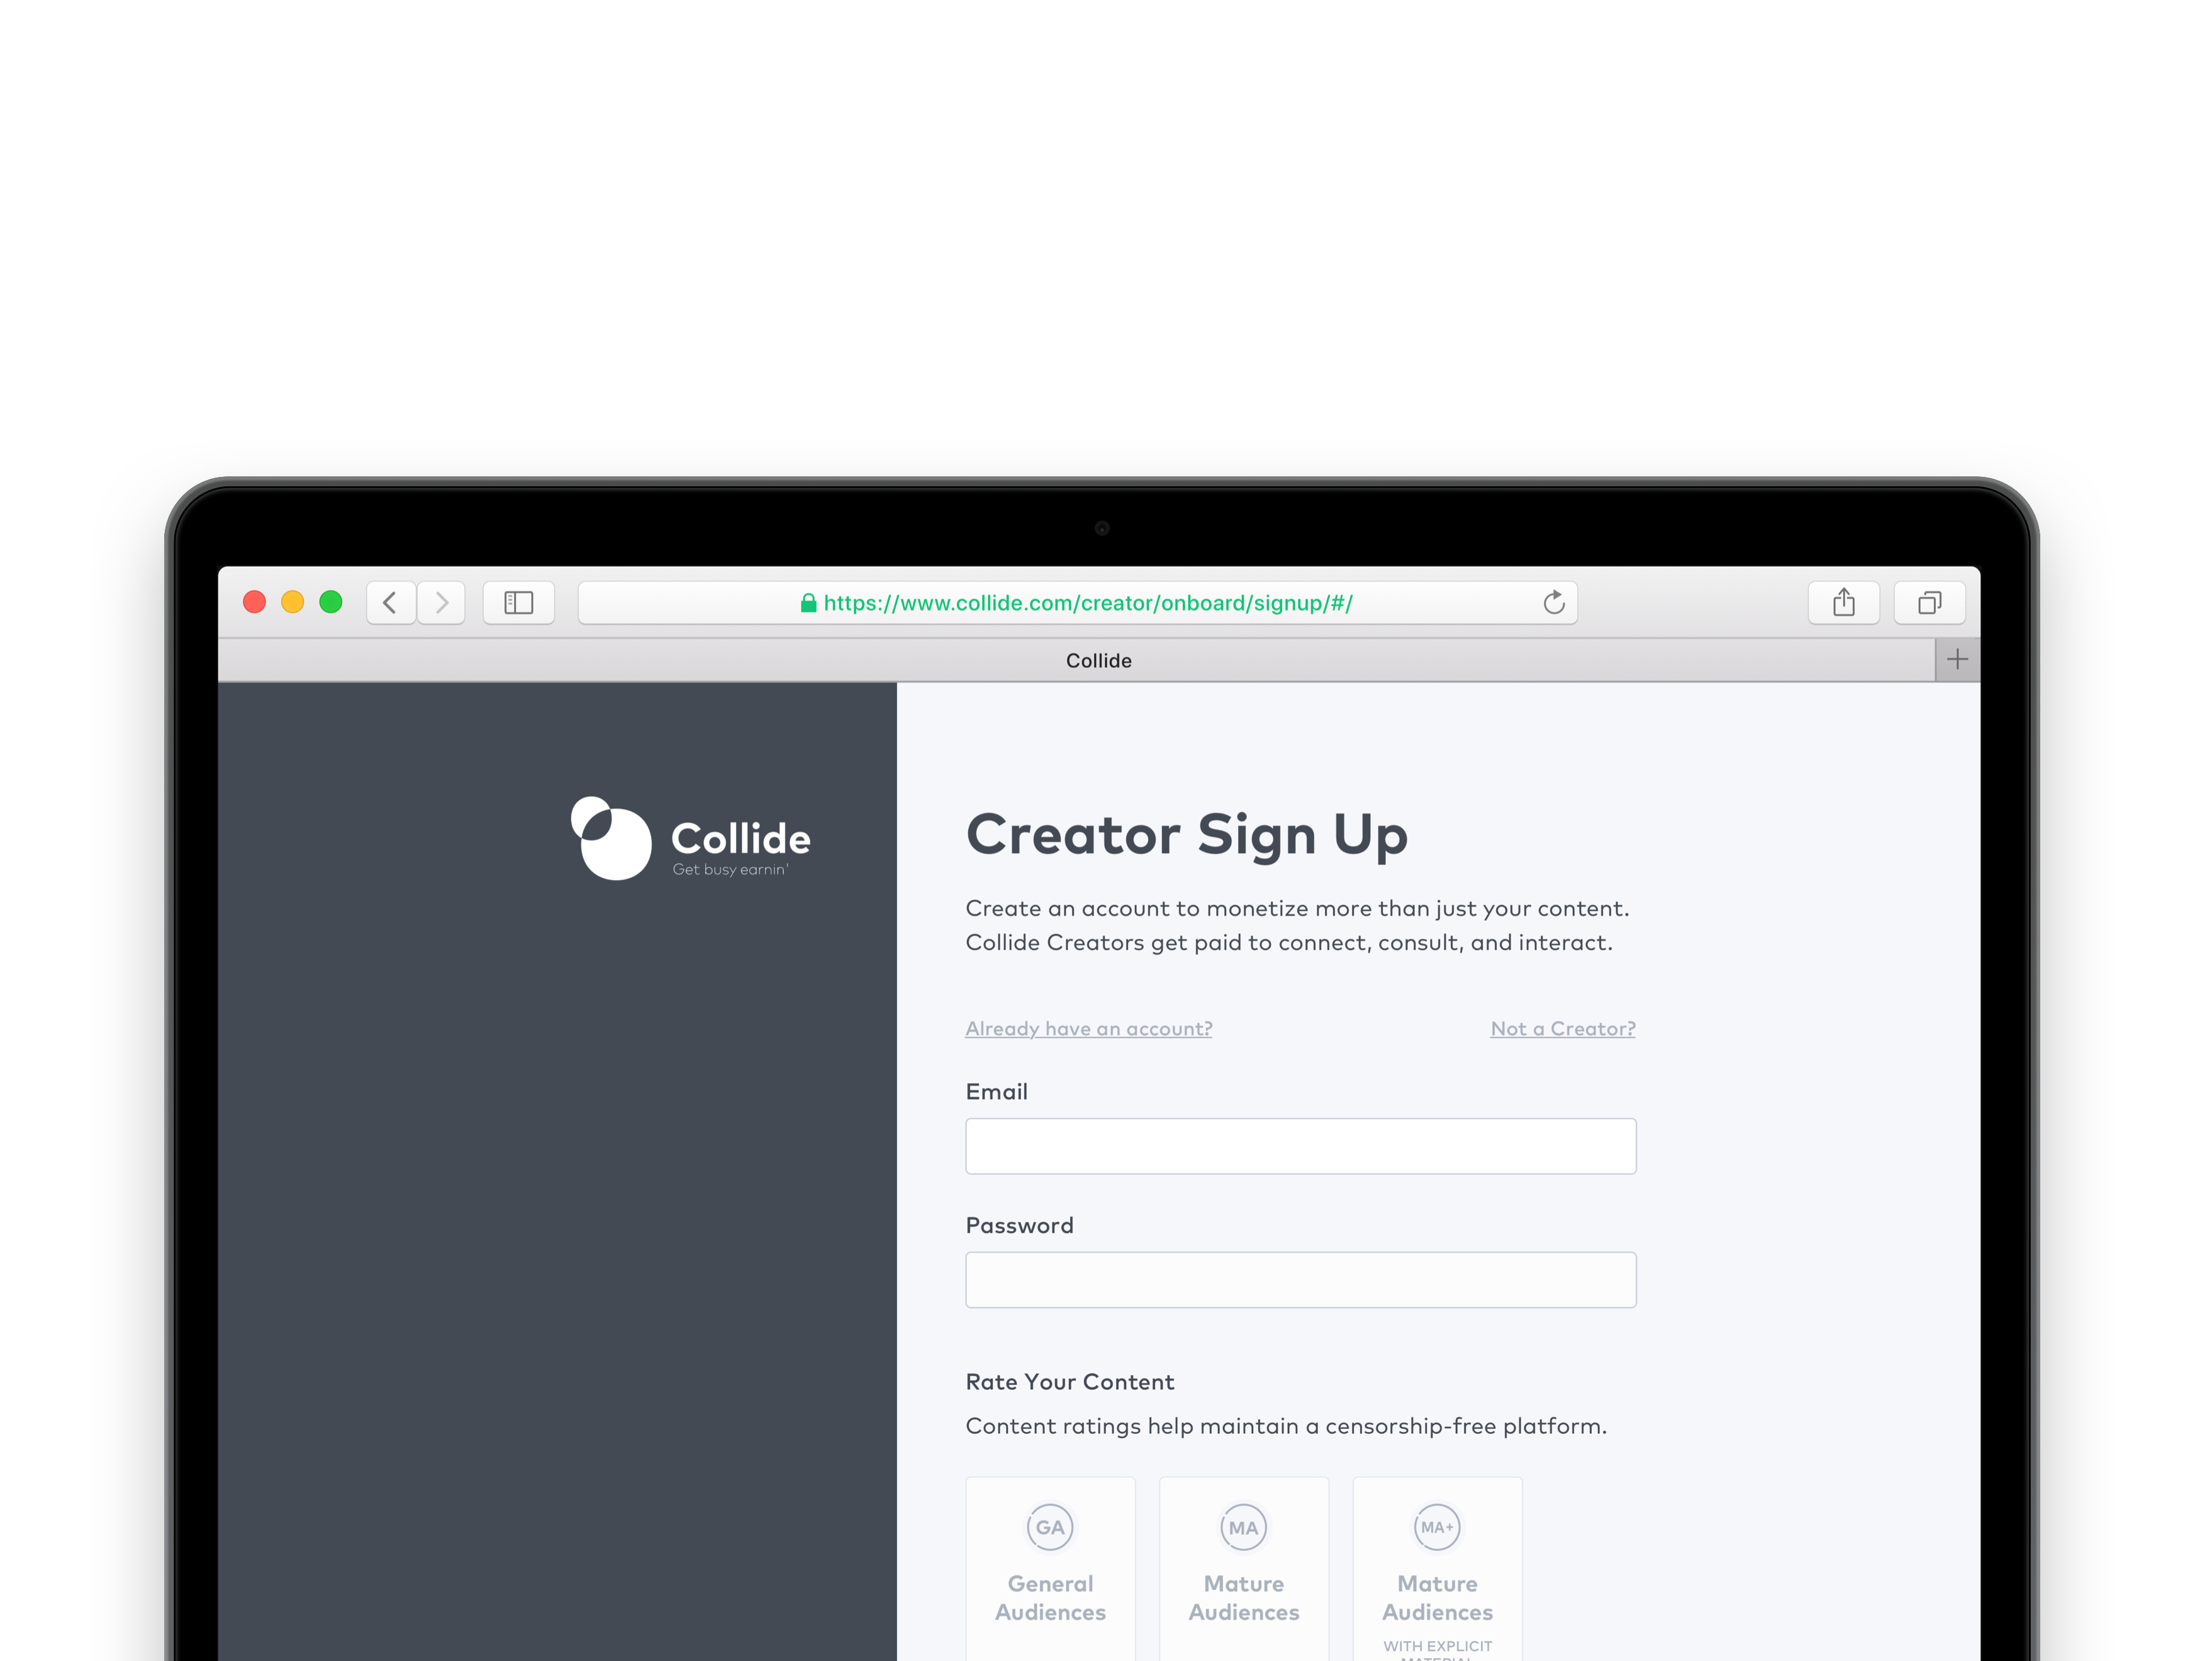 https://www.collide.com/creator/onboard/signup/#/
Collide
Collide
Get busy earnin'
Creator Sign Up
Create an account to monetize more than just your content.
Collide Creators get paid to connect, consult, and interact.
Already have an account?
Not a Creator?
Email
Password
Rate Your Content
Content ratings help maintain a censorship-free platform.
GA
MA
MA+
General
Audiences
Mature
Audiences
Mature
Audiences
WITH EXPLICIT
MATERIAL